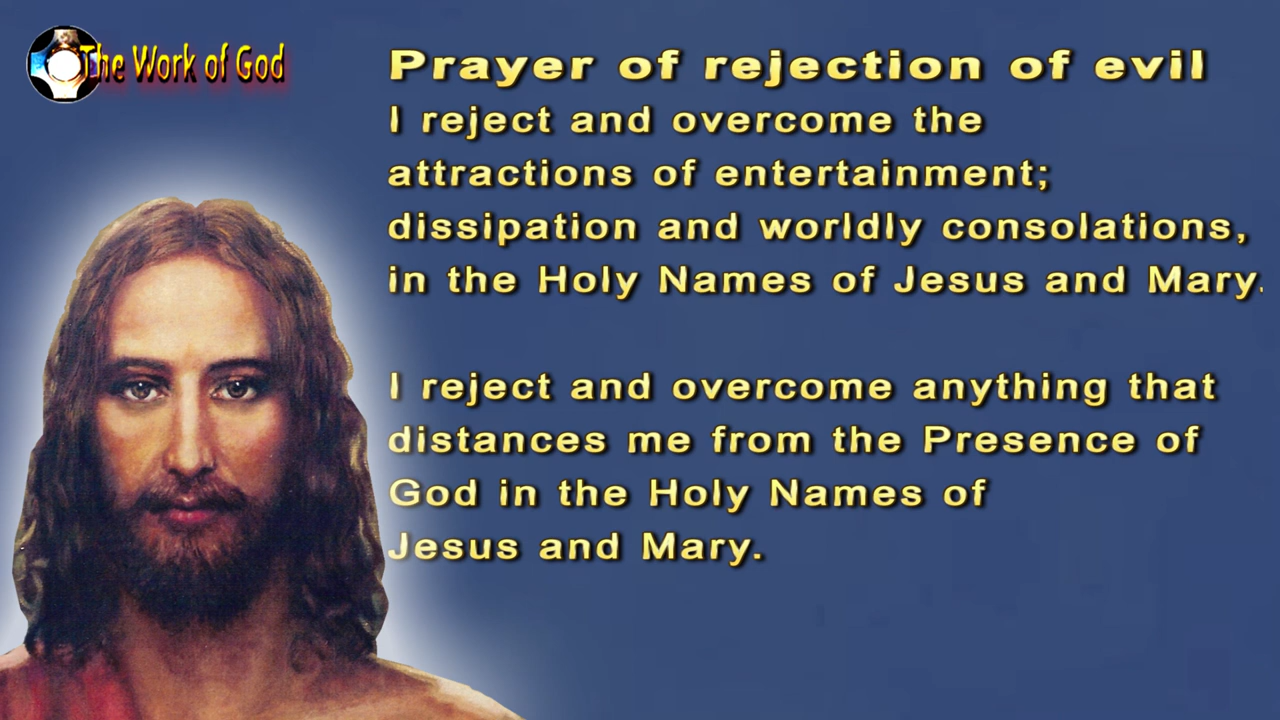 The Work of God
Prayer of rejection of evil
I reject and overcome the
attractions of entertainment;
dissipation and worldly consolations,
in the Holy Names of Jesus and Mary.
I reject and overcome anything that
distances me from the Presence of
God in the Holy Names of
Jesus and Mary.